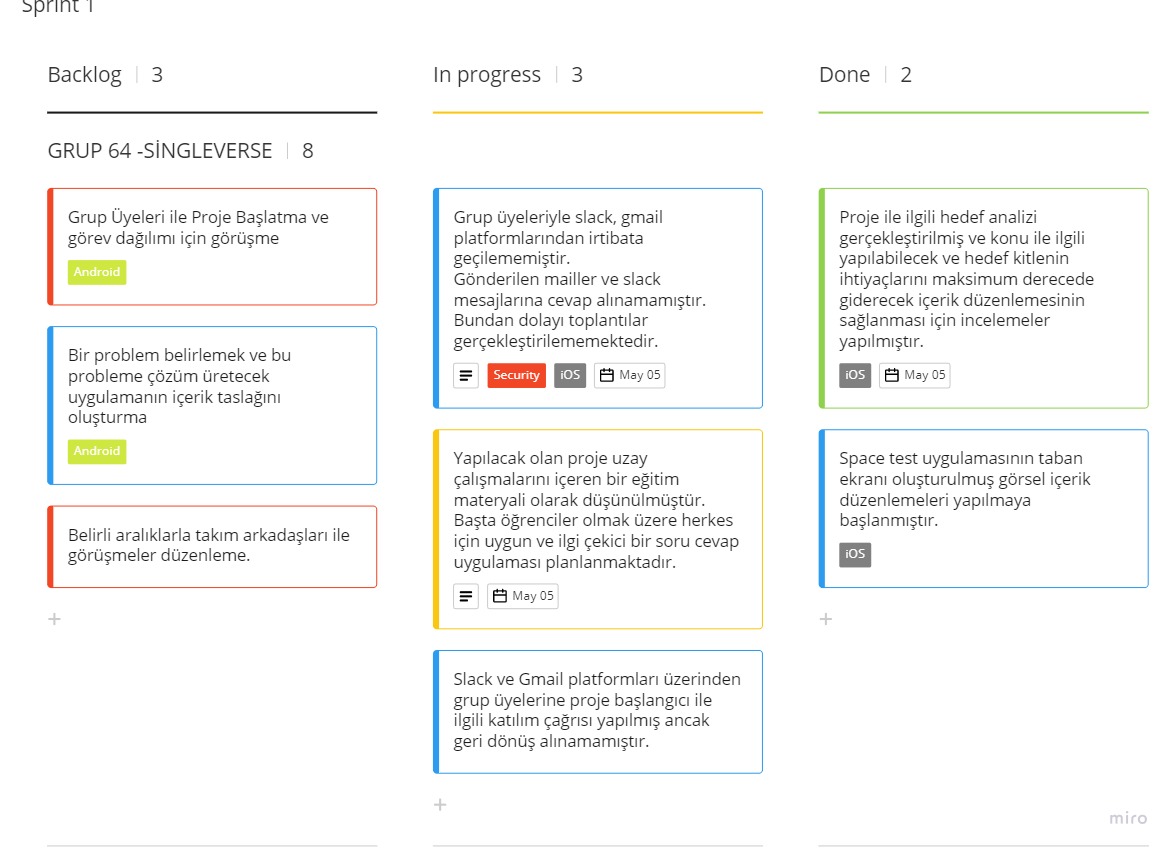 Sprint 1
Backlog 3
In progress 3
Done 2
GRUP 64 -SİNGLEVERSE 8
Grup Üyeleri ile Proje Başlatma ve
görev dağılımı için görüşme
Android
Bir problem belirlemek ve bu
probleme çözüm üretecek
uygulamanın içerik taslağını
oluşturma
Android
Belirli aralıklarla takım arkadaşları ile
görüşmeler düzenleme.
Grup üyeleriyle slack, gmail
platformlarından irtibata
geçilememiştir.
Gönderilen mailler ve slack
mesajlarına cevap alınamamıştır.
Bundan dolayı toplantılar
gerçekleştirilememektedir.
Security iOS May 05
Yapılacak olan proje uzay
çalışmalarını içeren bir eğitim
materyali olarak düşünülmüştür.
Başta öğrenciler olmak üzere herkes
için uygun ve ilgi çekici bir soru cevap
uygulaması planlanmaktadır.
May 05
Slack ve Gmail platformları üzerinden
grup üyelerine proje başlangıcı ile
ilgili katılım çağrısı yapılmış ancak
geri dönüş alınamamıştır.
Proje ile ilgili hedef analizi
gerçekleştirilmiş ve konu ile ilgili
yapılabilecek ve hedef kitlenin
ihtiyaçlarını maksimum derecede
giderecek içerik düzenlemesinin
sağlanması için incelemeler
yapılmıştır.
iOS May 05
Space test uygulamasının taban
ekranı oluşturulmuş görsel içerik
düzenlemeleri yapılmaya
başlanmıştır.
iOS
miro